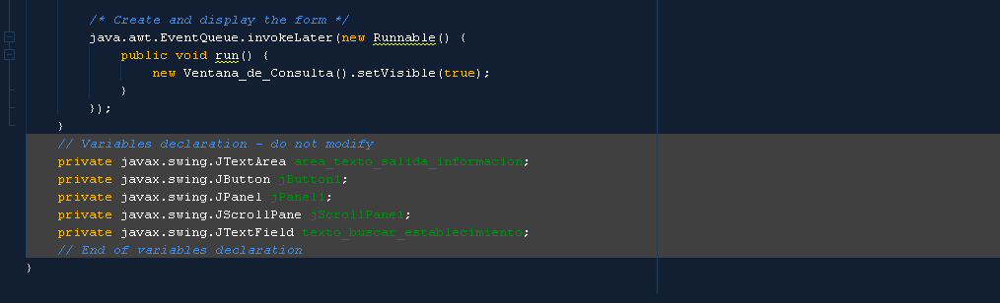 /* Create and display the form */
java.awt.EventQueue.invokeLater(new Runnable() {
public void run() {
new Ventana_de_Consulta().setVisible(true);
}
});
}
// Variables declaration - do not modify
private javax.swing.JTextArea area_texto_salida_informacion;
private javax.swing.JButton jButton1;
private javax.swing.JPanel jPanel1;
private javax.swing.JScrollPane jScrollPane1;
private javax.swing.JTextField texto_buscar_establecimiento;
// End of variables declaration
}